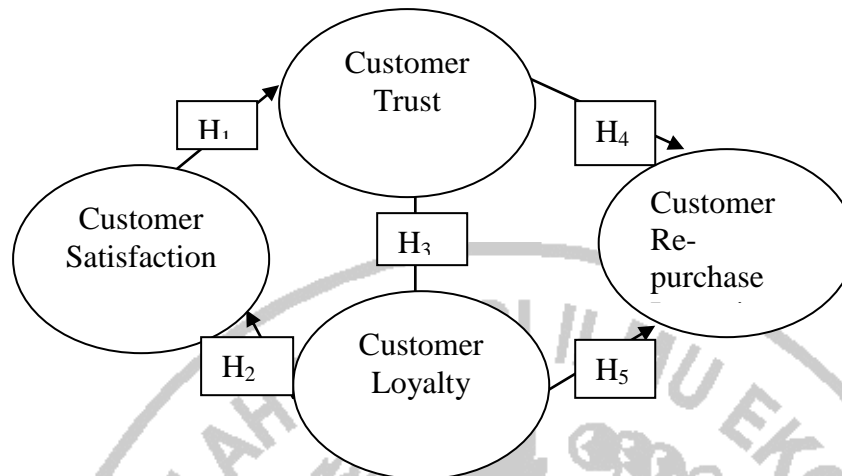 Customer
Trust
H₁
H₄
Customer
Satisfaction
Customer
Re-
purchase
H₃
H₂
Customer
Loyalty
H₅